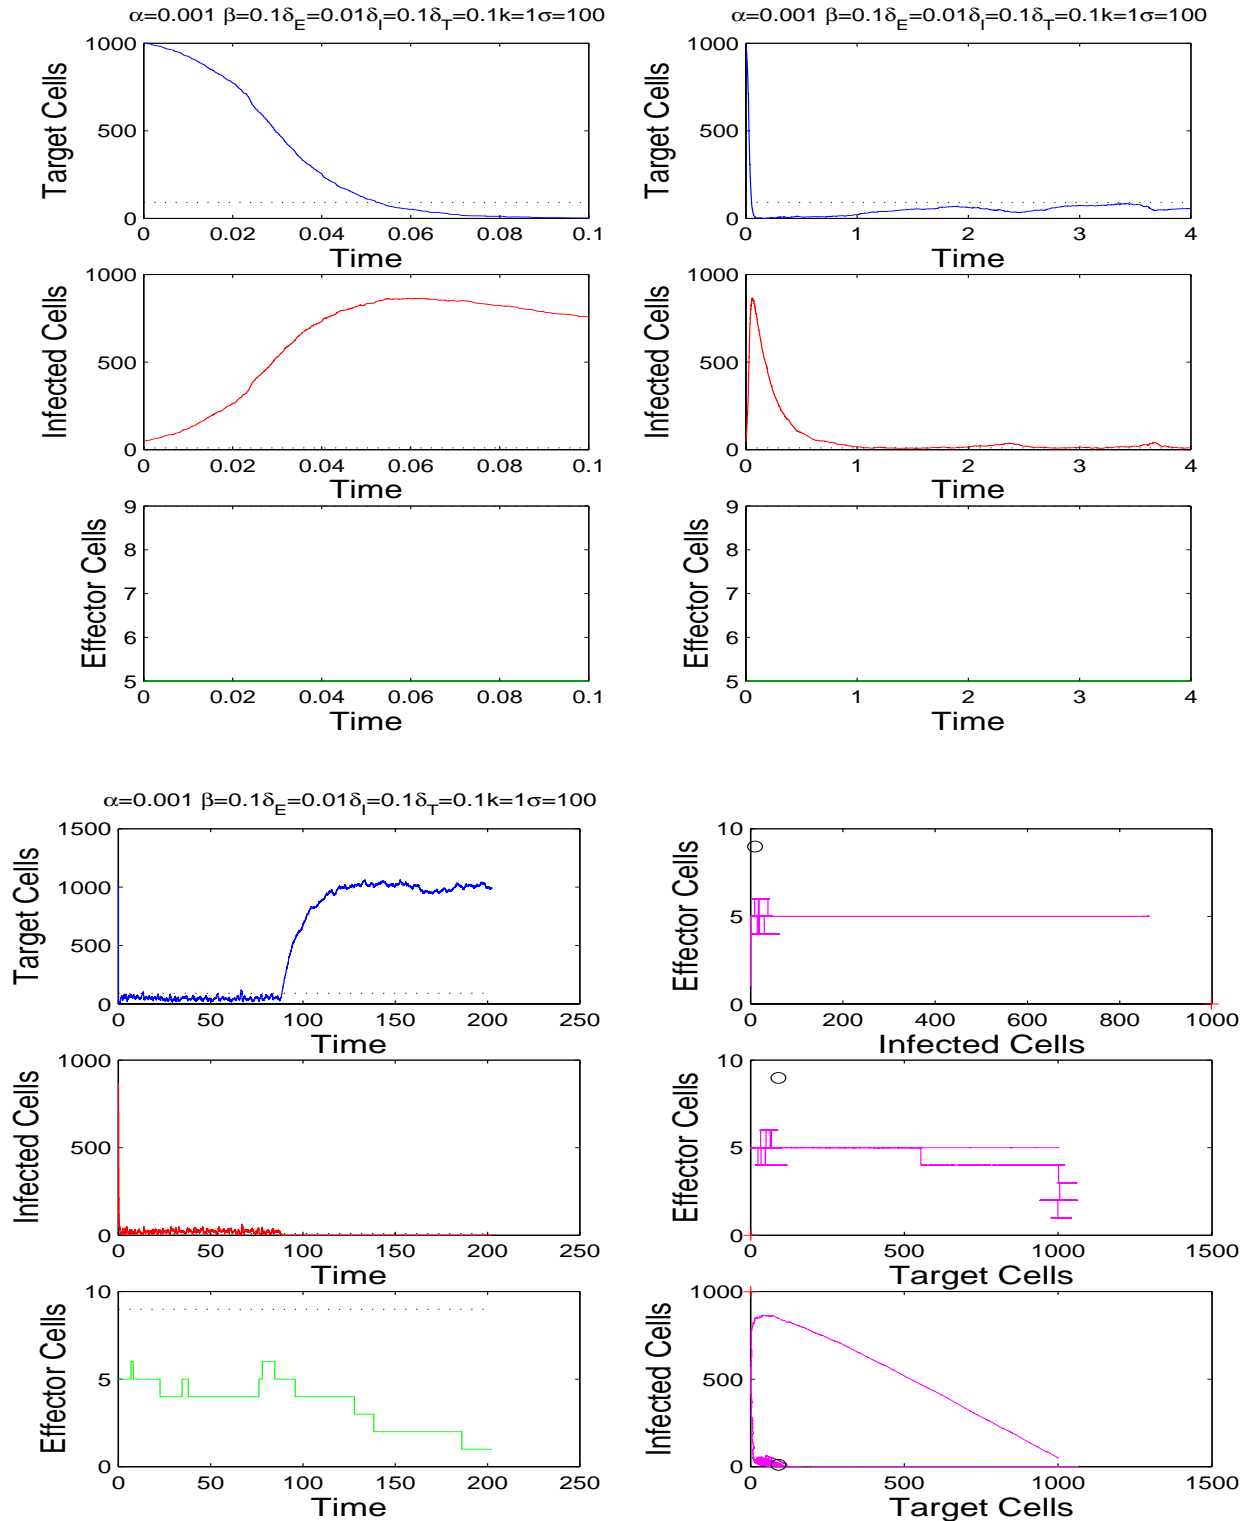 α=0.001 β=0.1δ_E=0.01δ_I=0.1δ_T=0.1k=1σ=100
1000
500
0
Target Cells
0 0.02 0.04 0.06 0.08 0.1
Time
1000
500
0
Infected Cells
0 0.02 0.04 0.06 0.08 0.1
Time
9
8
7
6
5
Effector Cells
0 0.02 0.04 0.06 0.08 0.1
Time
α=0.001 β=0.1δ_E=0.01δ_I=0.1δ_T=0.1k=1σ=100
1000
500
0
Target Cells
0 1 2 3 4
Time
1000
500
0
Infected Cells
0 1 2 3 4
Time
9
8
7
6
5
Effector Cells
0 1 2 3 4
Time
α=0.001 β=0.1δ_E=0.01δ_I=0.1δ_T=0.1k=1σ=100
1500
1000
500
0
Target Cells
0 50 100 150 200 250
Time
1000
500
0
Infected Cells
0 50 100 150 200 250
Time
10
5
0
Effector Cells
0 50 100 150 200 250
Time
10
5
0
Effector Cells
0 200 400 600 800 1000
Infected Cells
10
5
0
Effector Cells
0 500 1000 1500
Target Cells
1000
500
0
Infected Cells
0 500 1000 1500
Target Cells